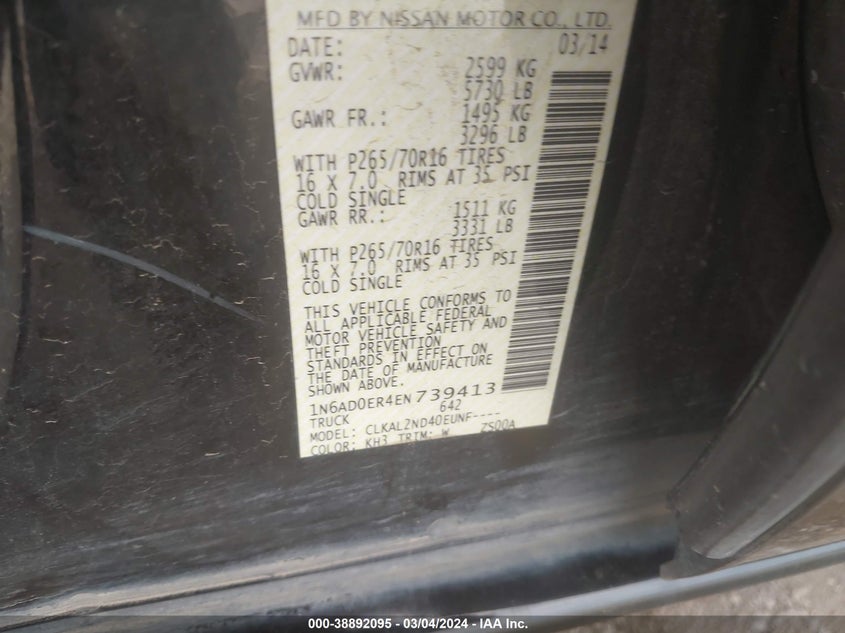 MFD BY NISSAN MOTOR CO., LTD.
DATE: 03/14
GVWR: 2599 KG
5730 LB
GAWR FR.: 1495 KG
3296 LB
WITH P265/70R16 TIRES
16 X 7.0 RIMS AT 35 PSI
COLD SINGLE
GAWR RR.: 1511 KG
3331 LB
WITH P265/70R16 TIRES
16 X 7.0 RIMS AT 35 PSI
COLD SINGLE
THIS VEHICLE CONFORMS TO
ALL APPLICABLE FEDERAL
MOTOR VEHICLE SAFETY AND
THEFT PREVENTION
STANDARDS IN EFFECT ON
THE DATE OF MANUFACTURE
SHOWN ABOVE.
1N6AD0ER4EN739413
TRUCK 642
MODEL: CLKALZND40EUNF----
COLOR: KH3 TRIM: W ZS00A
000-38892095 - 03/04/2024 - IAA Inc.